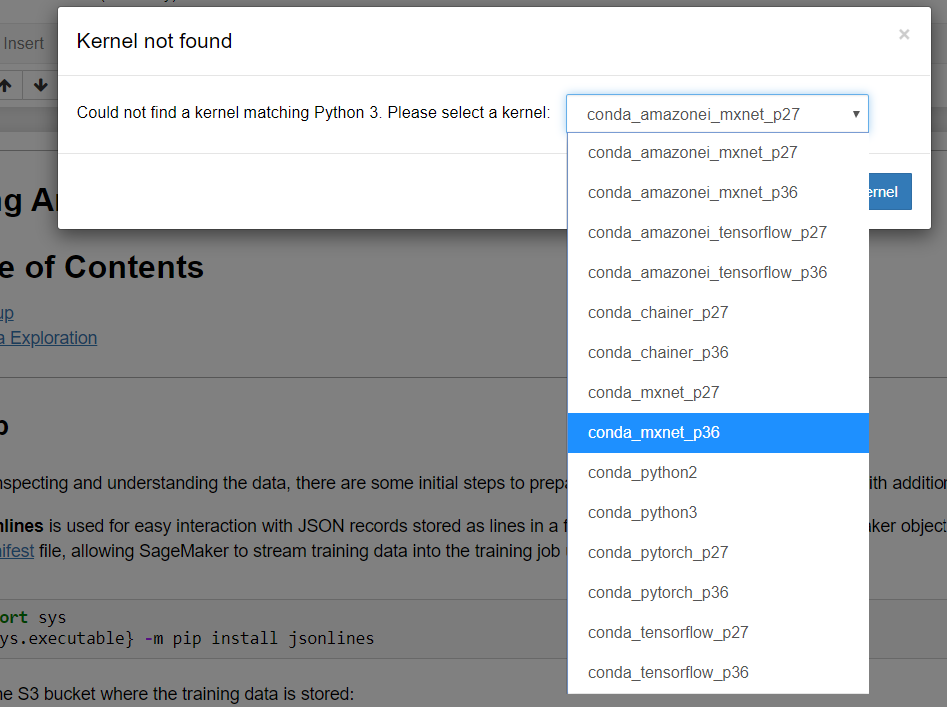 Insert
Kernel not found
×
Could not find a kernel matching Python 3. Please select a kernel:
conda_amazonei_mxnet_p27
conda_amazonei_mxnet_p27
conda_amazonei_mxnet_p36
conda_amazonei_tensorflow_p27
conda_amazonei_tensorflow_p36
conda_chainer_p27
conda_chainer_p36
conda_mxnet_p27
conda_mxnet_p36
conda_python2
conda_python3
conda_pytorch_p27
conda_pytorch_p36
conda_tensorflow_p27
conda_tensorflow_p36
ernel
g A
e of Contents
up
a Exploration
p
nspecting and understanding the data, there are some initial steps to prep
ith addition
nlines is used for easy interaction with JSON records stored as lines in a f
aker object
ifest file, allowing SageMaker to stream training data into the training job
ort sys
ys.executable} -m pip install jsonlines
he S3 bucket where the training data is stored: